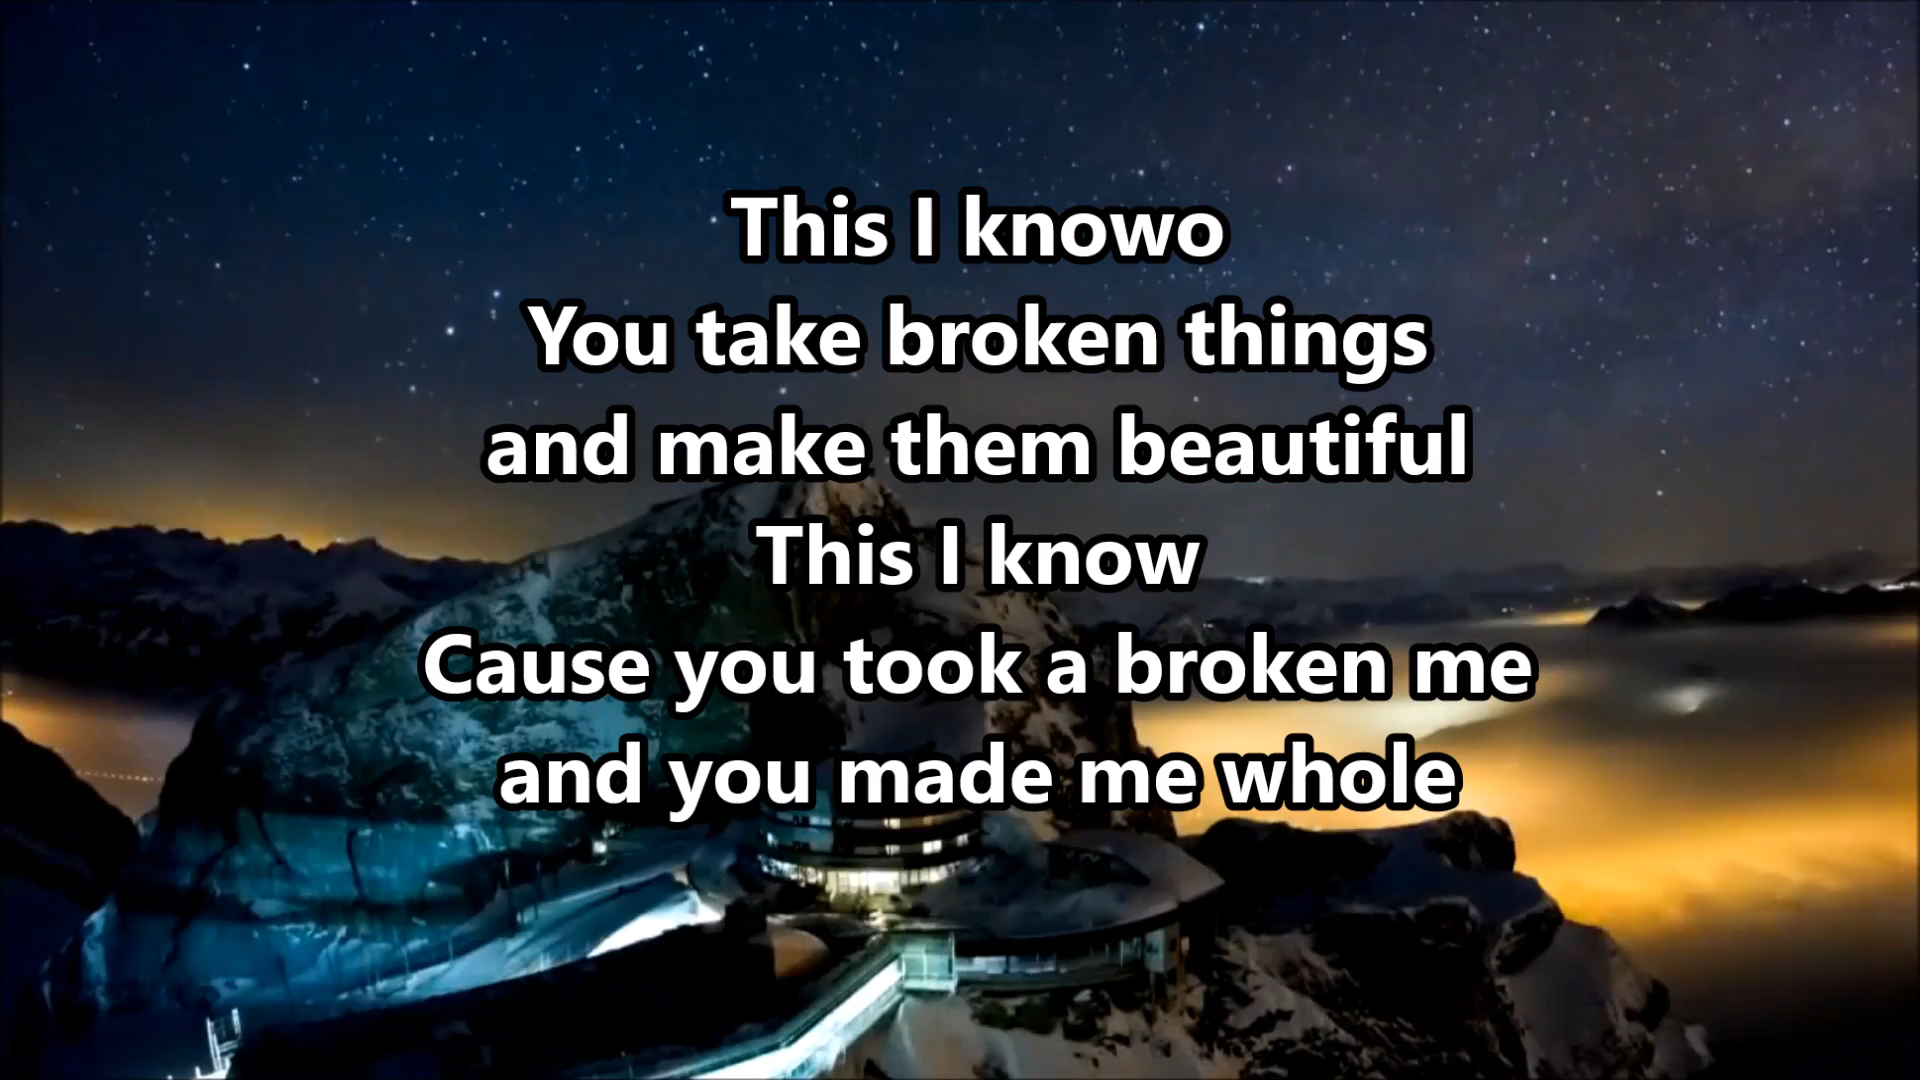 This I knowo
You take broken things
and make them beautiful
This I know
Cause you took a broken me
and you made me whole